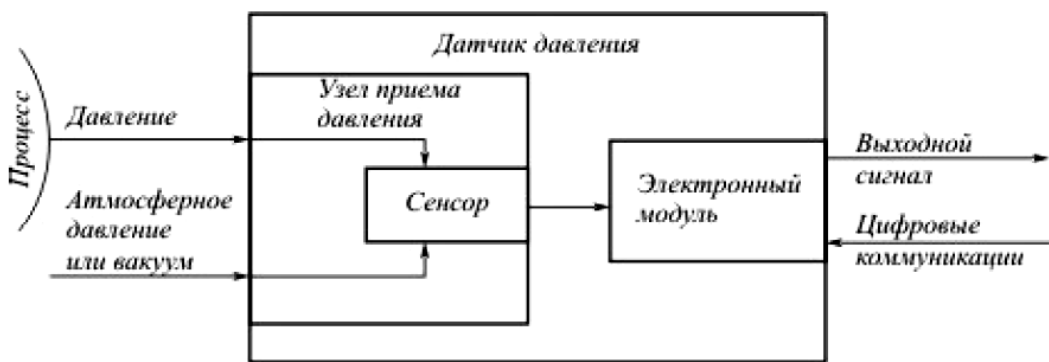 Датчик давления
Узел приема
давления
Процесс
Давление
Атмосферное
давление
или вакуум
Сенсор
Электронный
модуль
Выходной
сигнал
Цифровые
коммуникации